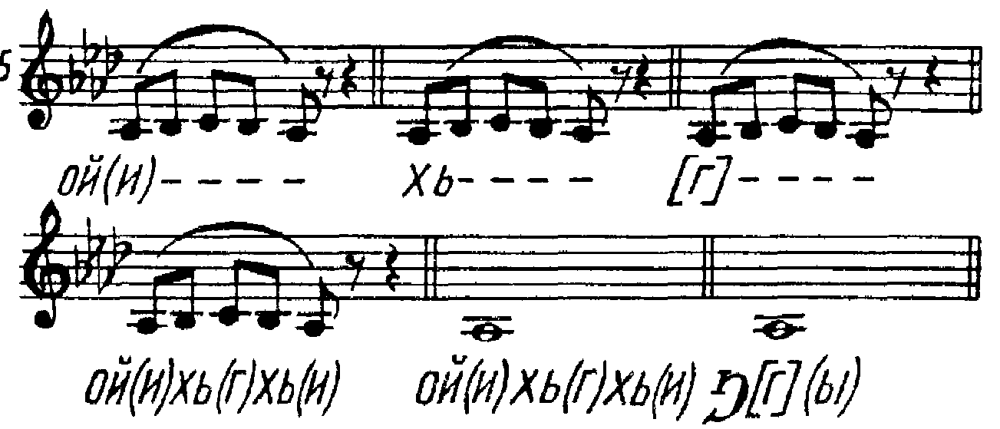 5
ой(и)- - - - -
хь- - - - -
[г]- - - - -
ой(и)хь(г)хь(и)
ой(и)хь(г)хь(и)
[г](ы)